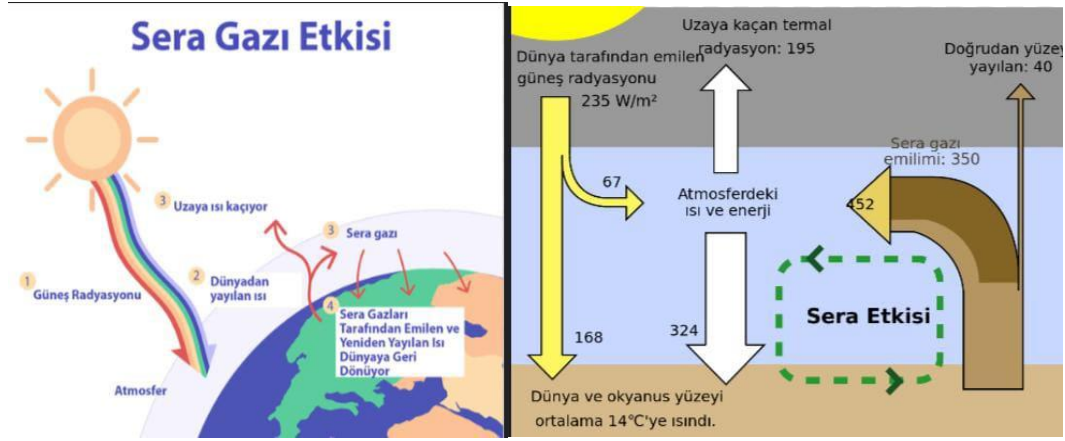 Sera Gazı Etkisi
3
Uzaya ısı kaçıyor
3
Sera gazı
1
Güneş Radyasyonu
2
Dünyadan
yayılan ısı
4
Sera Gazları
Tarafından Emilen ve
Yeniden Yayılan Isı
Dünyaya Geri
Dönüyor
Atmosfer
Dünya tarafından emilen
güneş radyasyonu
235 W/m²
Uzaya kaçan termal
radyasyon: 195
Doğrudan yüzey
yayılan: 40
Sera gazı
emilimi: 350
67
Atmosferdeki
ısı ve enerji
452
Sera Etkisi
168
324
Dünya ve okyanus yüzeyi
ortalama 14°C'ye ısındı.